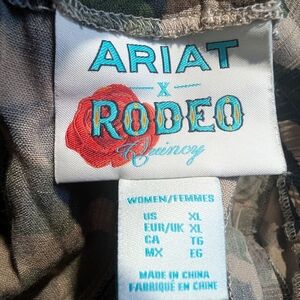 ARIAT
X
RODEO
Quincy
WOMEN/FEMMES
US XL
EUR/UK XL
CA TG
MX EG
MADE IN CHINA
FABRIQUÉ EN CHINE